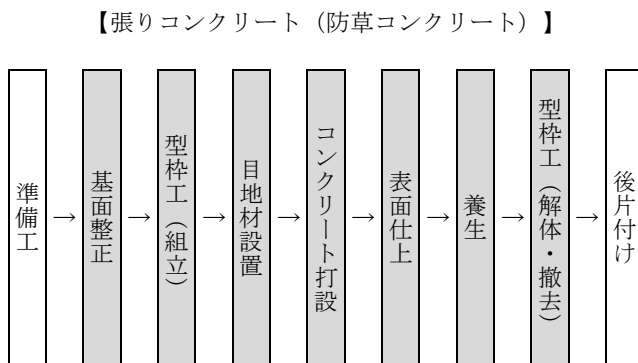 【張りコンクリート（防草コンクリート）】
準備工
→
基面整正
→
型枠工（組立）
→
目地材設置
→
コンクリート打設
→
表面仕上
→
養生
→
型枠工（解体・撤去）
→
後片付け